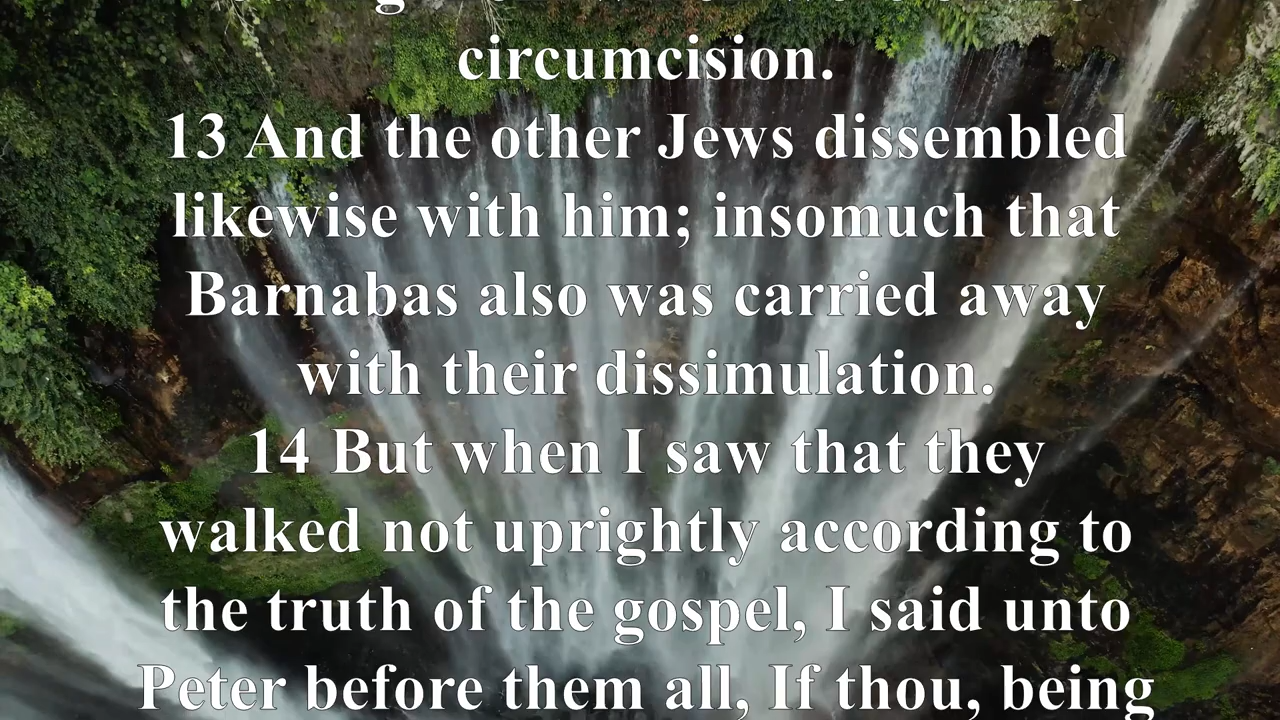 circumcision.
13 And the other Jews dissembled
likewise with him; insomuch that
Barnabas also was carried away
with their dissimulation.
14 But when I saw that they
walked not uprightly according to
the truth of the gospel, I said unto
Peter before them all, If thou, being